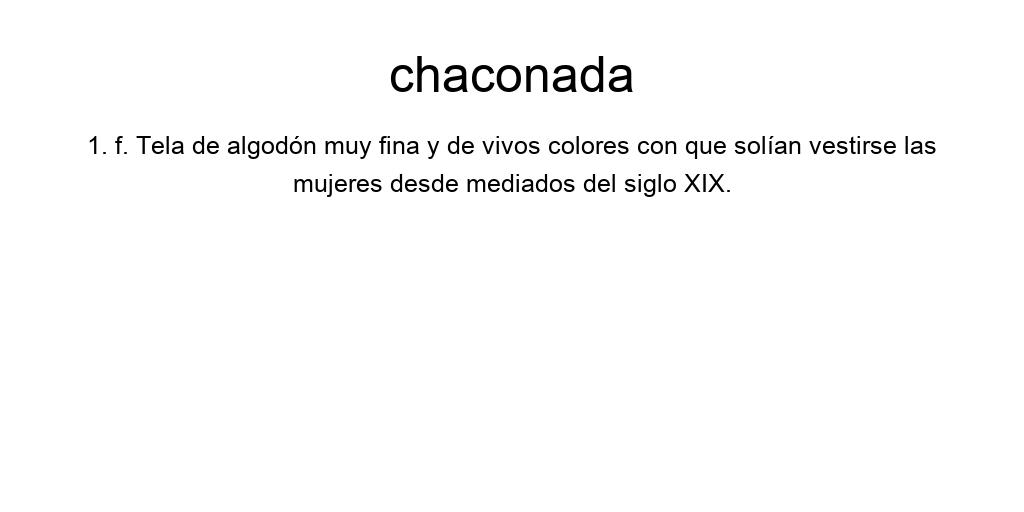 chaconada
1. f. Tela de algodón muy fina y de vivos colores con que solían vestirse las
mujeres desde mediados del siglo XIX.